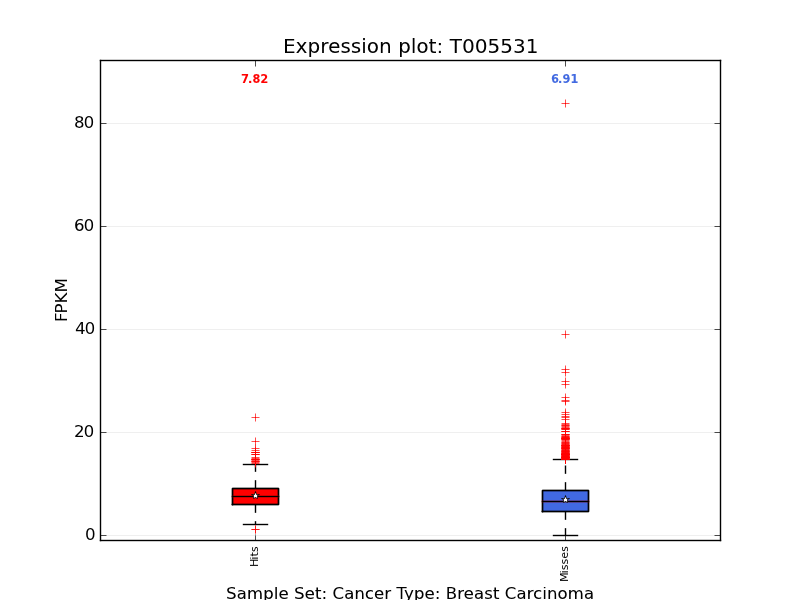 Expression plot: T005531
7.82
6.91
80
60
40
20
0
FPKM
Hits
Misses
Sample Set: Cancer Type: Breast Carcinoma